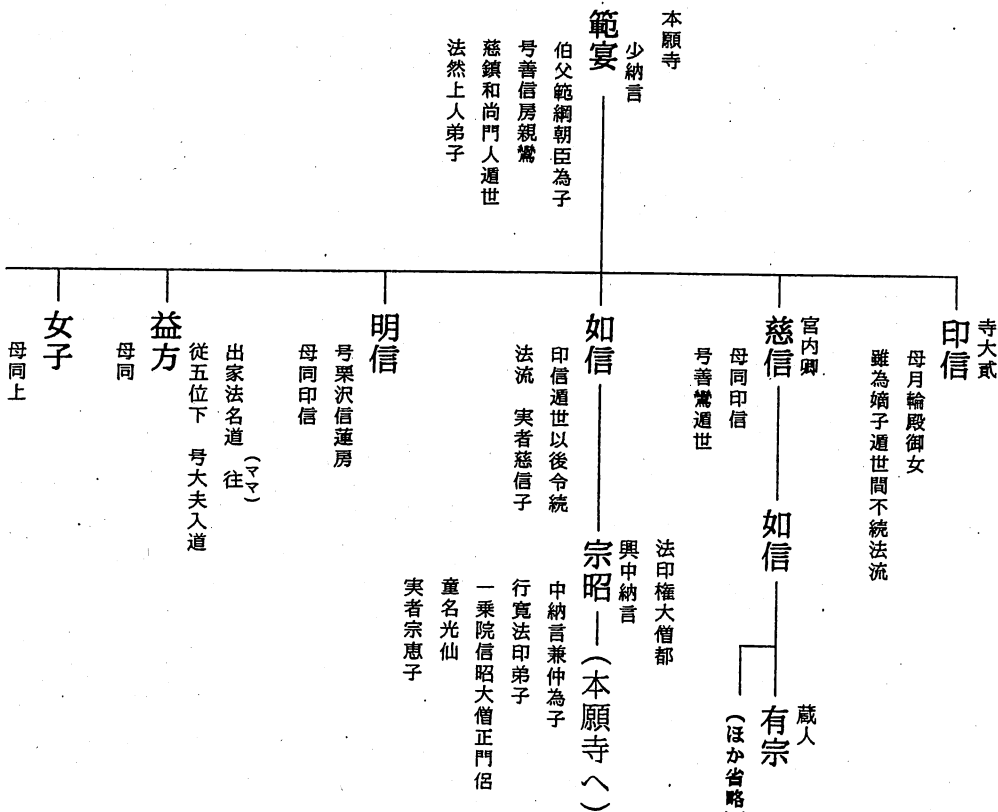 本願寺
少納言
範宴
伯父範綱朝臣為子
号善信房親鸞
慈鎮和尚門人遁世
法然上人弟子
寺大貳
印信
母月輪殿御女
雖為嫡子遁世間不続法流
宮内卿
慈信
母同印信
号善鸞遁世
如信
蔵人
有宗
(ほか省略
如信
印信遁世以後令続
法流 実者慈信子
法印権大僧都
興中納言
宗昭―(本願寺へ)
中納言兼仲為子
行寛法印弟子
一乗院信昭大僧正門侶
童名光仙
実者宗恵子
明信
号栗沢信蓮房
母同印信
益方
従五位下 号大夫入道
出家法名道 往(ママ)
母同
女子
母同上